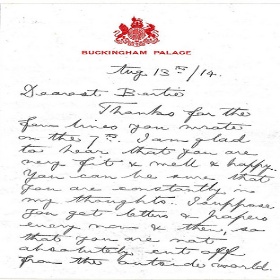 BUCKINGHAM PALACE
Aug 13th/14.
Dearest Bertie
Thanks for the
few lines you wrote
on the 7th. I am glad
to hear that you are
very fit & well & happy.
You can be sure that
you are constantly in
my thoughts. I suppose
you get letters & papers
every now & then, so
that you are not
absolutely cut off
from the outside world